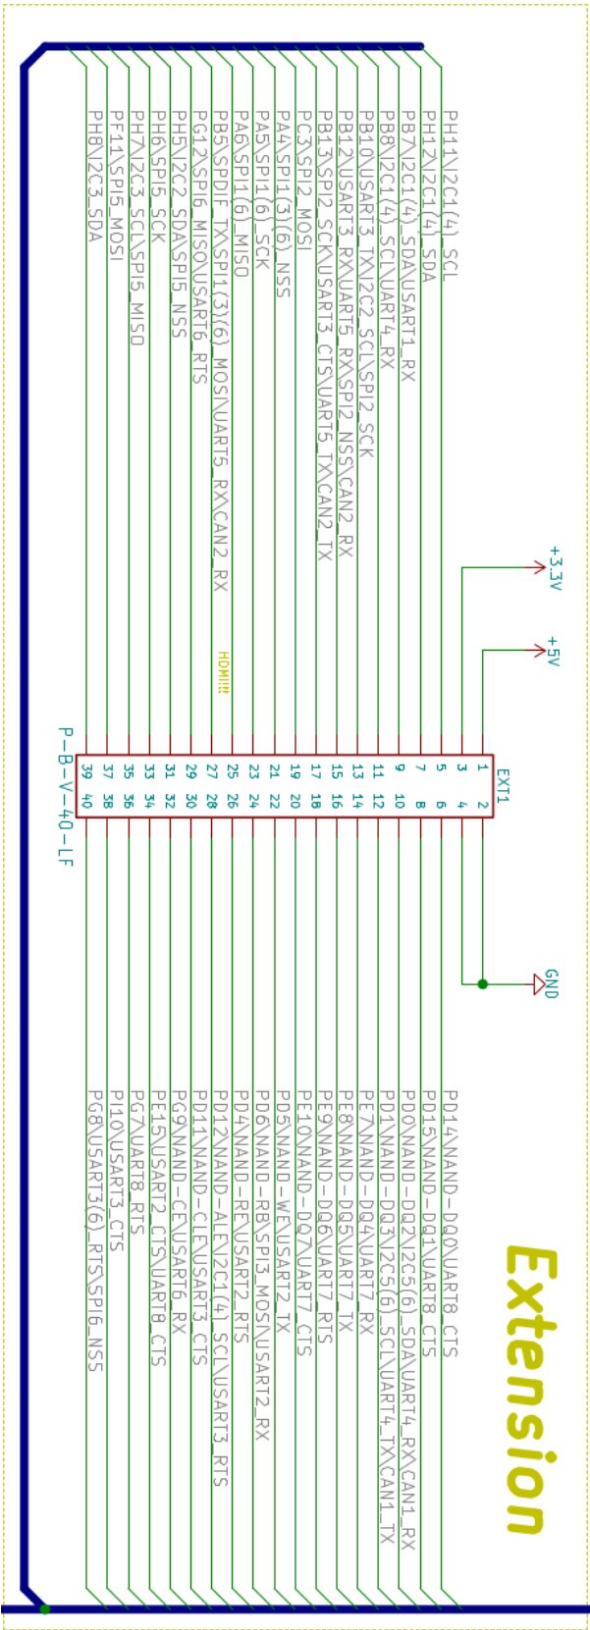 +3.3V
+5V
GND
Extension
EXT1
1 2
3 4
PH11\I2C1(4)_SCL 5 6 PD14\NAND-DQ0\UART8_CTS
PH12\I2C1(4)_SDA 7 8 PD15\NAND-DQ1\UART8_CTS
PB7\I2C1(4)_SDA\USART1_RX 9 10 PD0\NAND-DQ2\I2C5(6)_SDA\UART4_RX\CAN1_RX
PB8\I2C1(4)_SCL\UART4_RX 11 12 PD1\NAND-DQ3\I2C5(6)_SCL\UART4_TX\CAN1_TX
PB10\USART3_TX\I2C2_SCL\SPI2_SCK 13 14 PE7\NAND-DQ4\UART7_RX
PB12\USART3_RX\UART5_RX\SPI2_NSS\CAN2_RX 15 16 PE8\NAND-DQ5\UART7_TX
PB13\SPI2_SCK\USART3_CTS\UART5_TX\CAN2_TX 17 18 PE9\NAND-DQ6\UART7_RTS
PC3\SPI2_MOSI 19 20 PE10\NAND-DQ7\UART7_CTS
PA4\SPI1(3)(6)_NSS 21 22 PD5\NAND-WE\USART2_TX
PA5\SPI1(6)_SCK 23 24 PD6\NAND-RB\SPI3_MOSI\USART2_RX
PA6\SPI1(6)_MISO 25 26 PD4\NAND-RE\USART2_RTS
PB5\SPDIF_TX\SPI1(3)(6)_MOSI\UART5_RX\CAN2_RX HDMI!!! 27 28 PD12\NAND-ALE\I2C1(4)_SCL\USART3_RTS
PG12\SPI6_MISO\USART6_RTS 29 30 PD11\NAND-CLE\USART3_CTS
PH5\I2C2_SDA\SPI5_NSS 31 32 PG9\NAND-CE\USART6_RX
PH6\SPI5_SCK 33 34 PE15\USART2_CTS\UART8_CTS
PH7\I2C3_SCL\SPI5_MISO 35 36 PG7\UART8_RTS
PF11\SPI5_MOSI 37 38 PI10\USART3_CTS
PH8\I2C3_SDA 39 40 PG8\USART3(6)_RTS\SPI6_NSS
P-B-V-40-LF